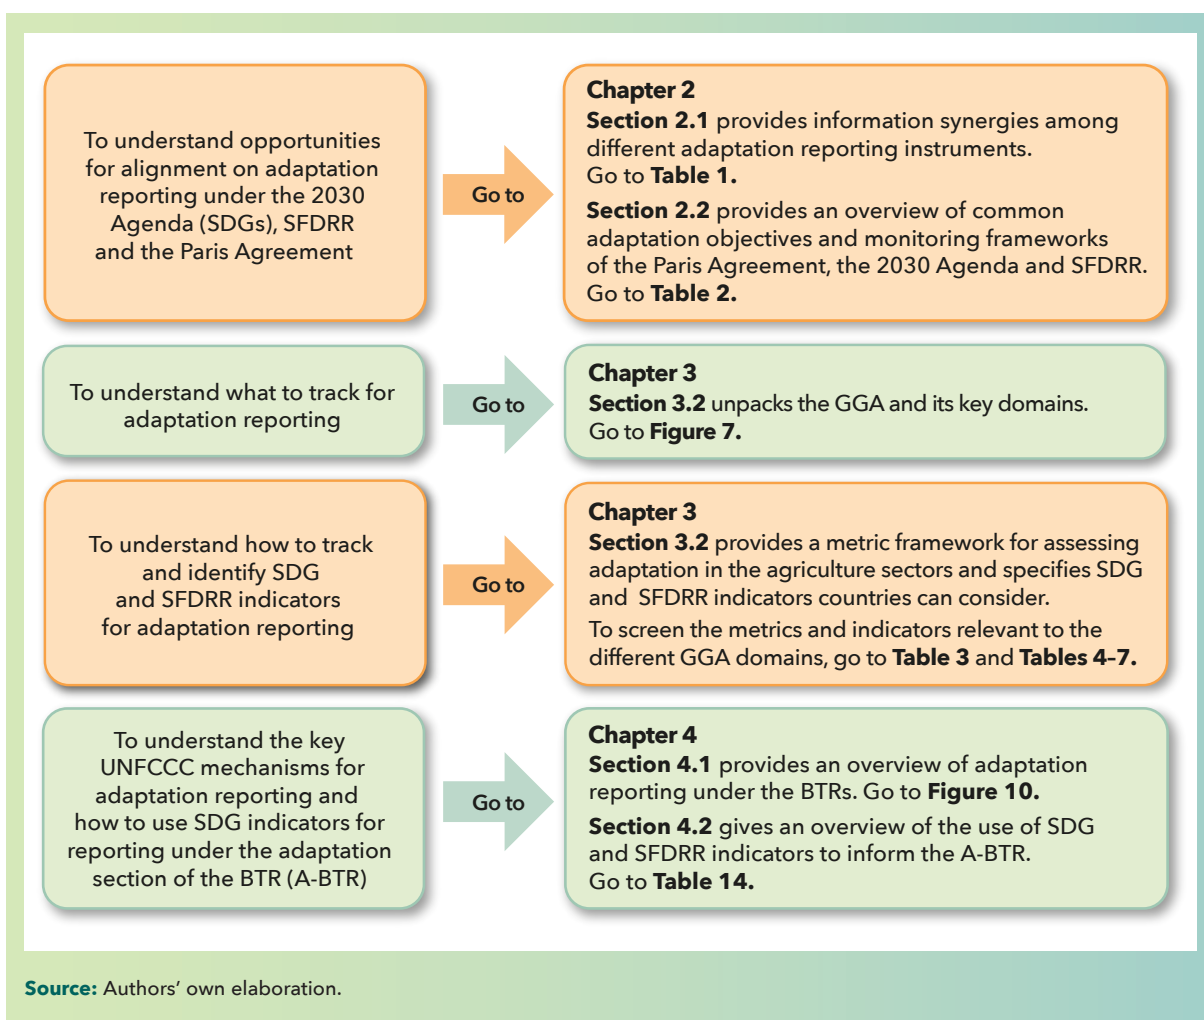 To understand opportunities
for alignment on adaptation
reporting under the 2030
Agenda (SDGs), SFDRR
and the Paris Agreement
Go to
Chapter 2
Section 2.1 provides information synergies among
different adaptation reporting instruments.
Go to Table 1.
Section 2.2 provides an overview of common
adaptation objectives and monitoring frameworks
of the Paris Agreement, the 2030 Agenda and SFDRR.
Go to Table 2.
To understand what to track for
adaptation reporting
Go to
Chapter 3
Section 3.2 unpacks the GGA and its key domains.
Go to Figure 7.
To understand how to track
and identify SDG
and SFDRR indicators
for adaptation reporting
Go to
Chapter 3
Section 3.2 provides a metric framework for assessing
adaptation in the agriculture sectors and specifies SDG
and SFDRR indicators countries can consider.
To screen the metrics and indicators relevant to the
different GGA domains, go to Table 3 and Tables 4–7.
To understand the key
UNFCCC mechanisms for
adaptation reporting and
how to use SDG indicators for
reporting under the adaptation
section of the BTR (A-BTR)
Go to
Chapter 4
Section 4.1 provides an overview of adaptation
reporting under the BTRs. Go to Figure 10.
Section 4.2 gives an overview of the use of SDG
and SFDRR indicators to inform the A-BTR.
Go to Table 14.
Source: Authors' own elaboration.